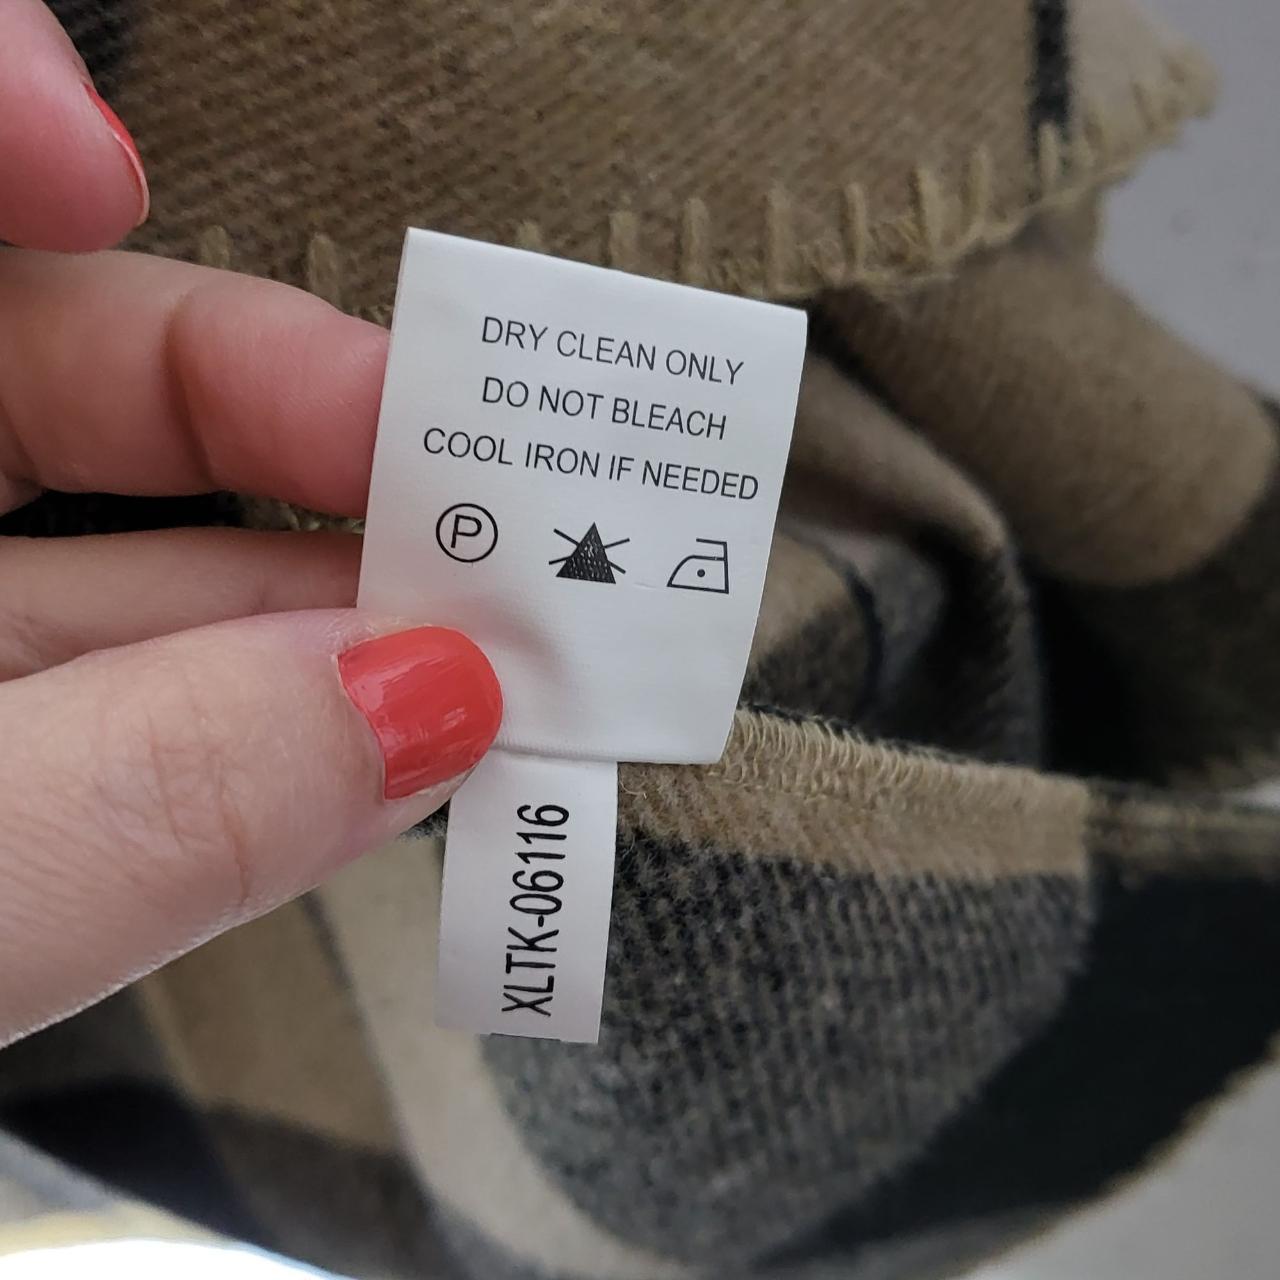 DRY CLEAN ONLY
DO NOT BLEACH
COOL IRON IF NEEDED
P
XLTK-06116